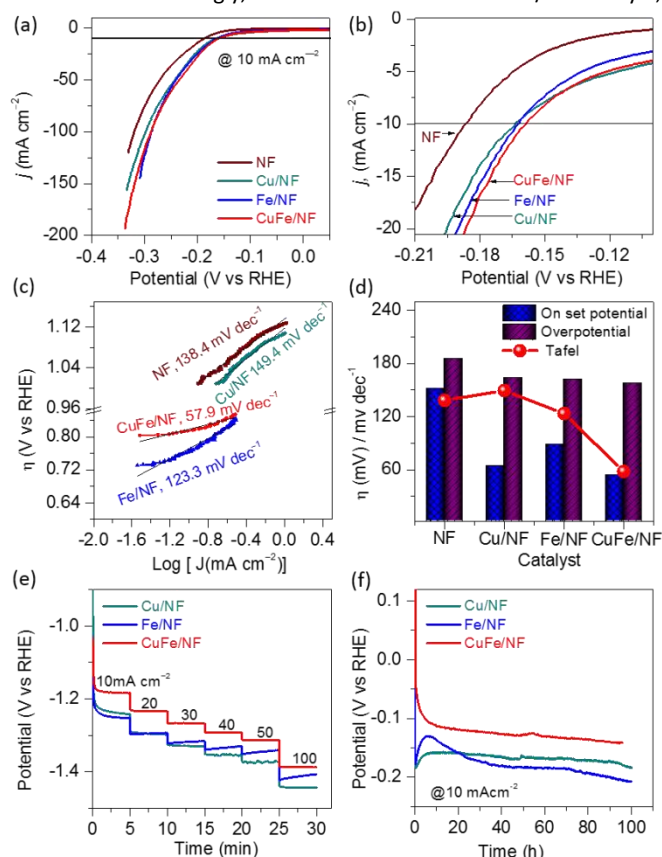 (a)
0
-50
-100
-150
-200
j (mA cm⁻²)
@ 10 mA cm⁻²
NF
Cu/NF
Fe/NF
CuFe/NF
-0.4 -0.3 -0.2 -0.1 0.0
Potential (V vs RHE)
(b)
0
-5
-10
-15
-20
j, (mA cm⁻²)
NF
CuFe/NF
Fe/NF
Cu/NF
-0.21 -0.18 -0.15 -0.12
Potential (V vs RHE)
(c)
1.12
1.04
0.96
0.80
0.72
0.64
η (V vs RHE)
NF, 138.4 mV dec⁻¹
Cu/NF 149.4 mV dec⁻¹
CuFe/NF, 57.9 mV dec⁻¹
Fe/NF, 123.3 mV dec⁻¹
-2.0 -1.6 -1.2 -0.8 -0.4 0.0 0.4
Log [ J(mA cm⁻²)]
(d)
240
180
120
60
η (mV) / mv dec⁻¹
On set potential
Overpotential
Tafel
NF Cu/NF Fe/NF CuFe/NF
Catalyst
(e)
-1.0
-1.2
-1.4
Potential (V vs RHE)
Cu/NF
Fe/NF
CuFe/NF
10mA cm⁻²
20
30
40
50
100
0 5 10 15 20 25 30
Time (min)
(f)
0.1
0.0
-0.1
-0.2
Potential (V vs RHE)
Cu/NF
Fe/NF
CuFe/NF
@10 mAcm⁻²
0 20 40 60 80 100
Time (h)